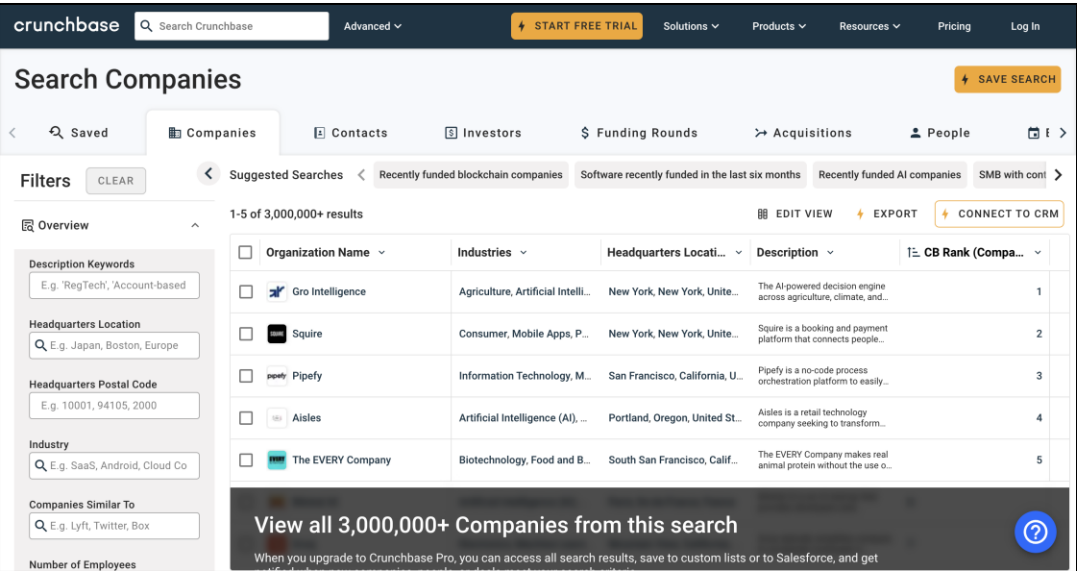 crunchbase Search Crunchbase Advanced START FREE TRIAL Solutions Products Resources Pricing Log In
Search Companies
SAVE SEARCH
Saved Companies Contacts Investors Funding Rounds Acquisitions People
Filters CLEAR
Suggested Searches Recently funded blockchain companies Software recently funded in the last six months Recently funded AI companies SMB with cont
1-5 of 3,000,000+ results EDIT VIEW EXPORT CONNECT TO CRM
Overview
Description Keywords
E.g. 'RegTech', 'Account-based
Headquarters Location
E.g. Japan, Boston, Europe
Headquarters Postal Code
E.g. 10001, 94105, 2000
Industry
E.g. SaaS, Android, Cloud Co
Companies Similar To
E.g. Lyft, Twitter, Box
Number of Employees
Organization Name Industries Headquarters Locati... Description CB Rank (Compa...
Gro Intelligence Agriculture, Artificial Intelli... New York, New York, Unite... The AI-powered decision engine
across agriculture, climate, and... 1
SQUIRE Squire Consumer, Mobile Apps, P... New York, New York, Unite... Squire is a booking and payment
platform that connects people... 2
pipefy Pipefy Information Technology, M... San Francisco, California, U... Pipefy is a no-code process
orchestration platform to easily... 3
Aisles Artificial Intelligence (AI), ... Portland, Oregon, United St... Aisles is a retail technology
company seeking to transform... 4
EVERY The EVERY Company Biotechnology, Food and B... South San Francisco, Calif... The EVERY Company makes real
animal protein without the use o... 5
View all 3,000,000+ Companies from this search
When you upgrade to Crunchbase Pro, you can access all search results, save to custom lists or to Salesforce, and get